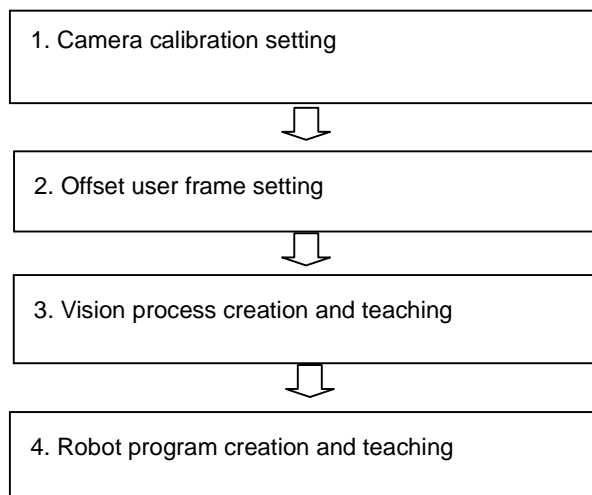 1. Camera calibration setting
2. Offset user frame setting
3. Vision process creation and teaching
4. Robot program creation and teaching